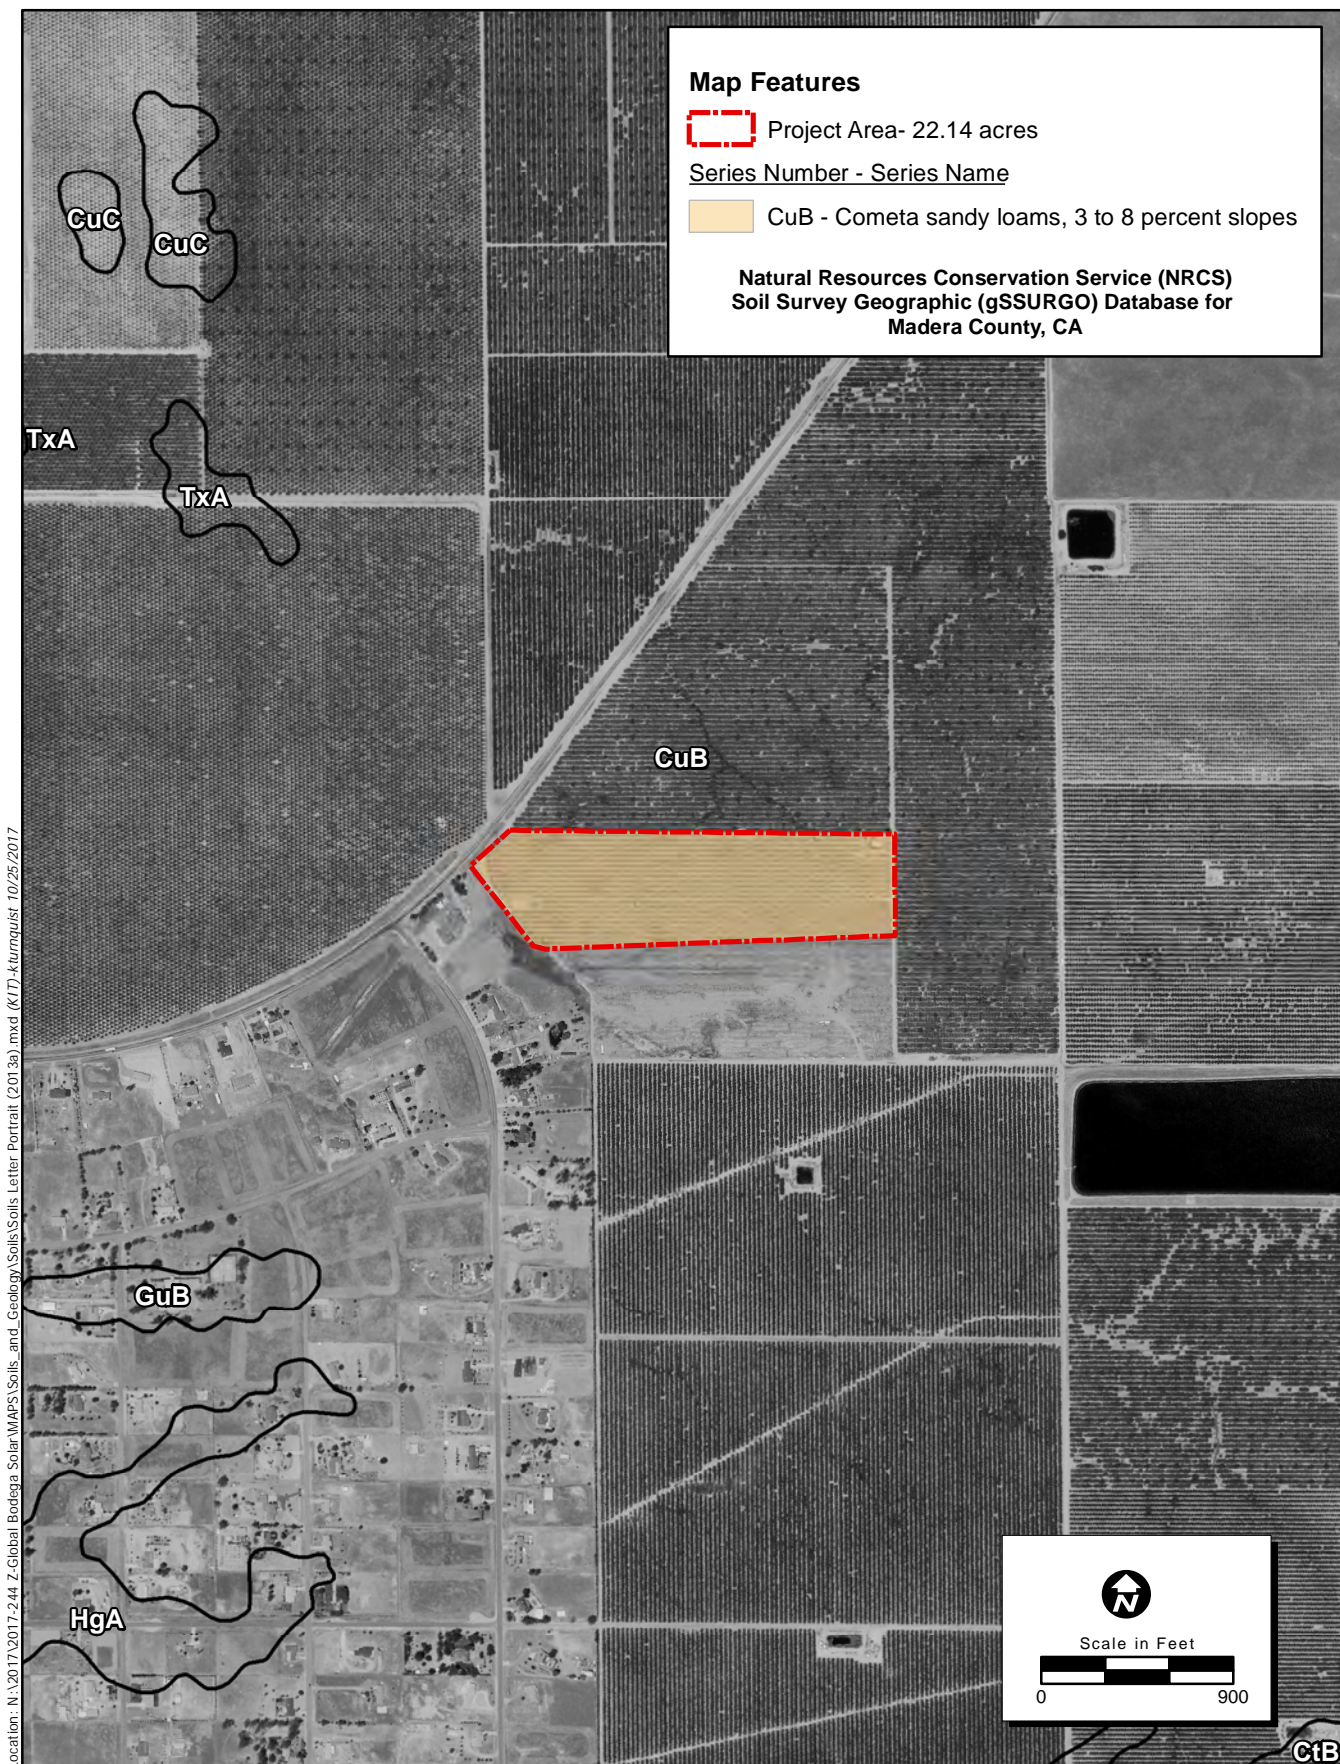 Map Features
Project Area- 22.14 acres
Series Number - Series Name
CuB - Cometa sandy loams, 3 to 8 percent slopes
Natural Resources Conservation Service (NRCS)
Soil Survey Geographic (gSSURGO) Database for
Madera County, CA
CuC
CuC
TxA
TxA
CuB
GuB
HgA
CtB
N
Scale in Feet
0 900
ocation: N:\2017\2017-244 Z-Global Bodega Solar\MAPS\Soils_and_Geology\Soils\Soils Letter Portrait (2013a).mxd (KIT)-kturnquist 10/25/2017